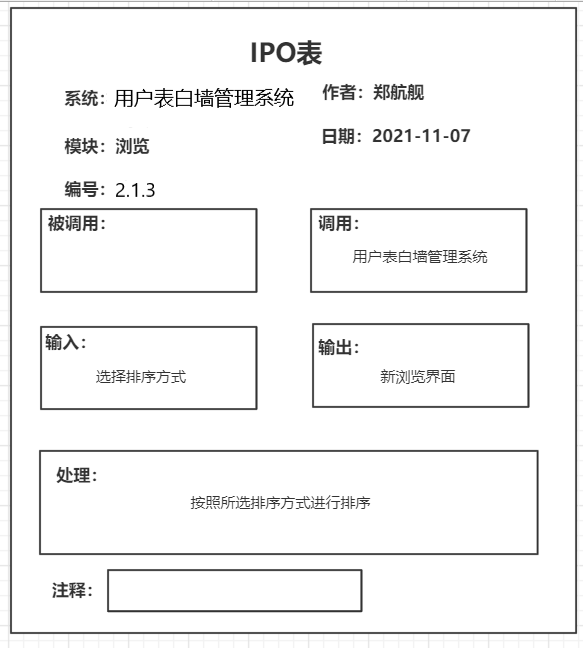 IPO表
系统：用户表白墙管理系统
作者：郑航舰
模块：浏览
日期：2021-11-07
编号：2.1.3
被调用：
调用：
用户表白墙管理系统
输入：
选择排序方式
输出：
新浏览界面
处理：
按照所选排序方式进行排序
注释：